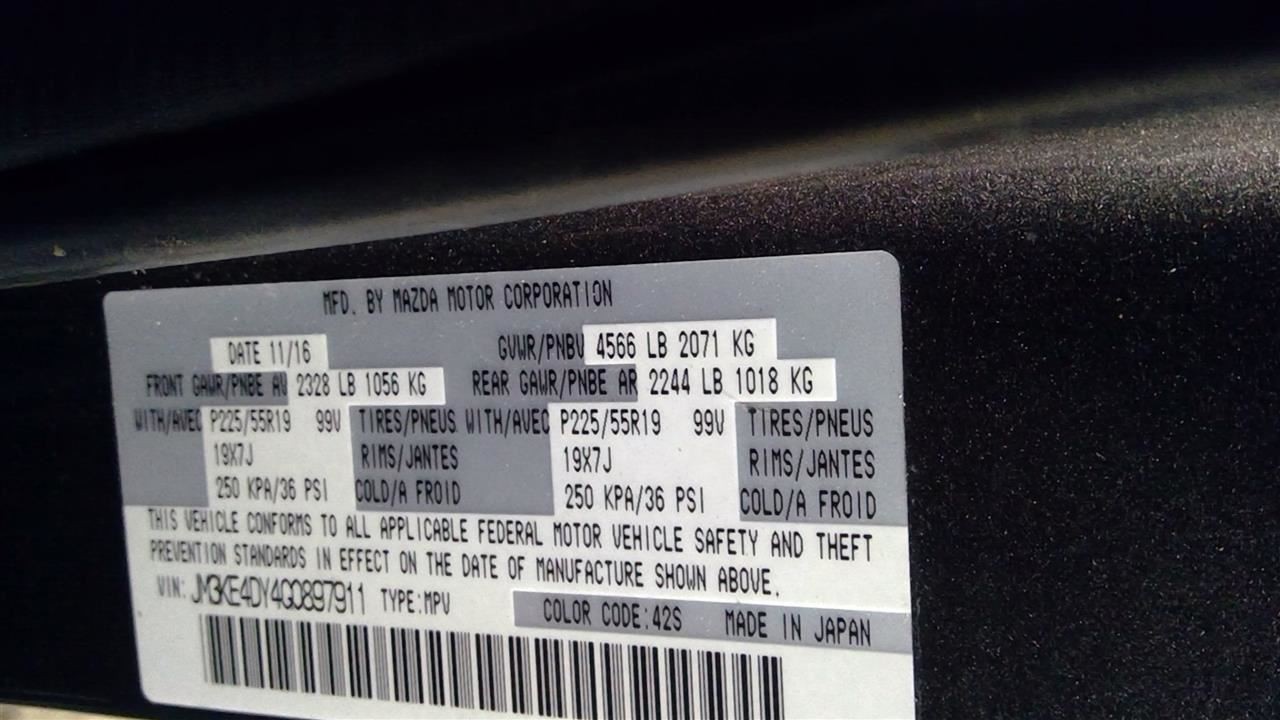 MFD. BY MAZDA MOTOR CORPORATION
DATE 11/16 GVWR/PNBV 4566 LB 2071 KG
FRONT GAWR/PNBE AV 2328 LB 1056 KG REAR GAWR/PNBE AR 2244 LB 1018 KG
WITH/AVEC P225/55R19 99V TIRES/PNEUS WITH/AVEC P225/55R19 99V TIRES/PNEUS
19X7J RIMS/JANTES 19X7J RIMS/JANTES
250 KPA/36 PSI COLD/A FROID 250 KPA/36 PSI COLD/A FROID
THIS VEHICLE CONFORMS TO ALL APPLICABLE FEDERAL MOTOR VEHICLE SAFETY AND THEFT
PREVENTION STANDARDS IN EFFECT ON THE DATE OF MANUFACTURE SHOWN ABOVE.
VIN: JM3KE4DY4G0897911 TYPE:MPV COLOR CODE:42S MADE IN JAPAN